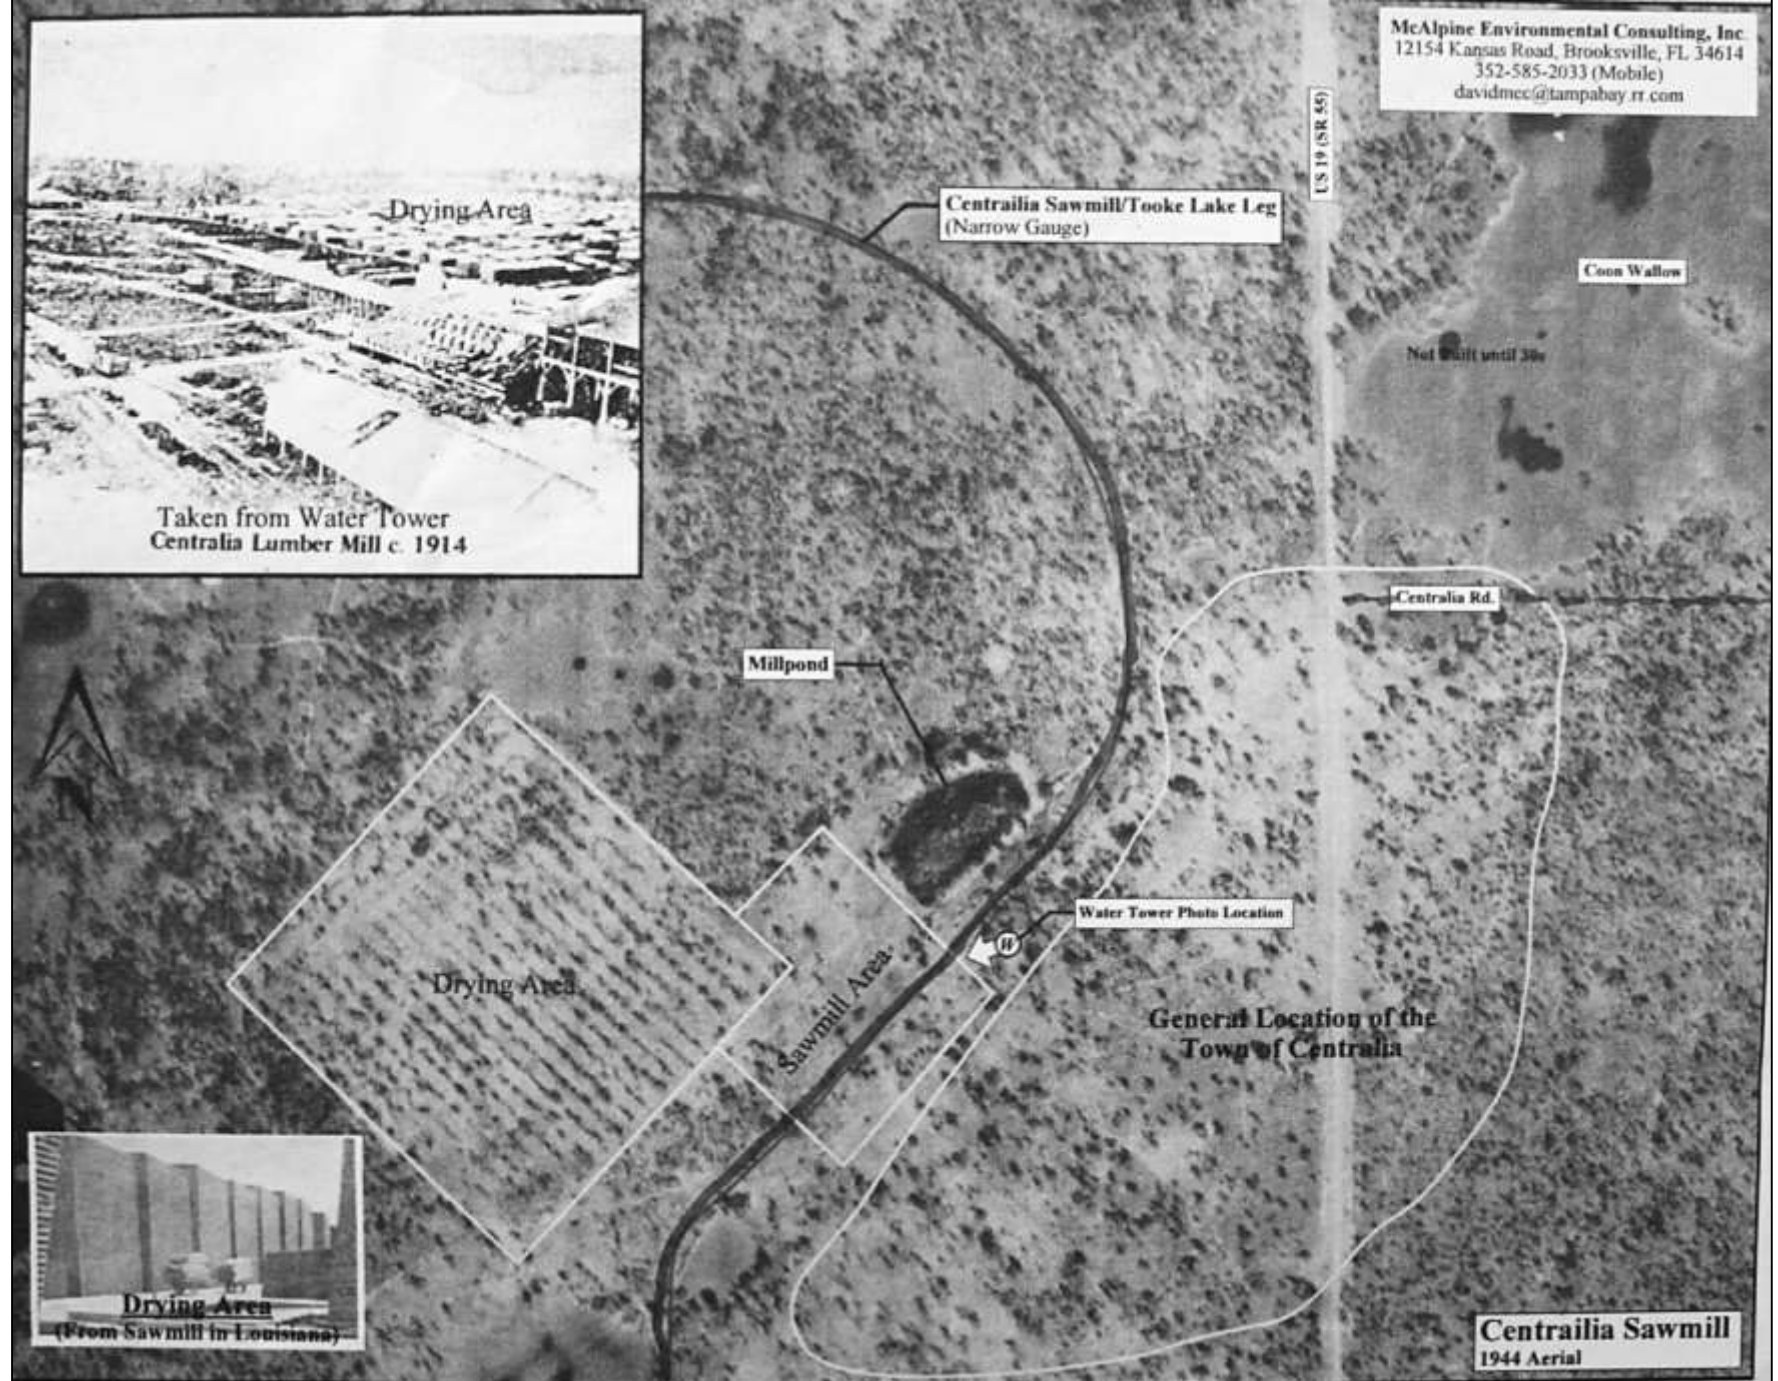 McAlpine Environmental Consulting, Inc
12154 Kansas Road, Brooksville, FL 34614
352-585-2033 (Mobile)
davidmec@tampabay.rr.com
US 19 (SR 55)
Drying Area
Centrailia Sawmill/Tooke Lake Leg
(Narrow Gauge)
Coon Wallow
Not Built until 30s
Taken from Water Tower
Centralia Lumber Mill c. 1914
Centralia Rd.
Millpond
N
Water Tower Photo Location
W
Drying Area
Sawmill Area
General Location of the
Town of Centralia
Drying Area
(From Sawmill in Louisiana)
Centrailia Sawmill
1944 Aerial